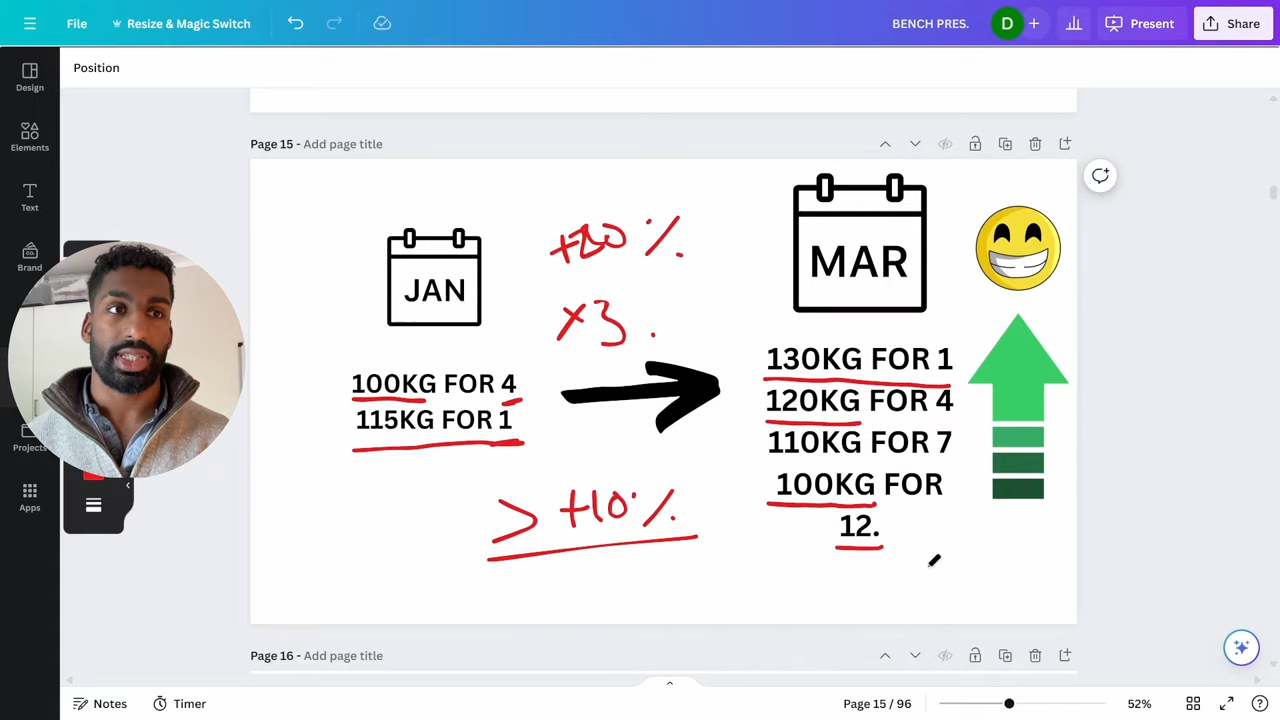 File
Resize & Magic Switch
BENCH PRES.
D
Present
Share
Position
Design
Elements
Text
Brand
Projects
Apps
Page 15 - Add page title
JAN
100KG FOR 4
115KG FOR 1
+20%
×3.
> +10%
MAR
130KG FOR 1
120KG FOR 4
110KG FOR 7
100KG FOR
12.
Page 16 - Add page title
Notes
Timer
Page 15 / 96
52%